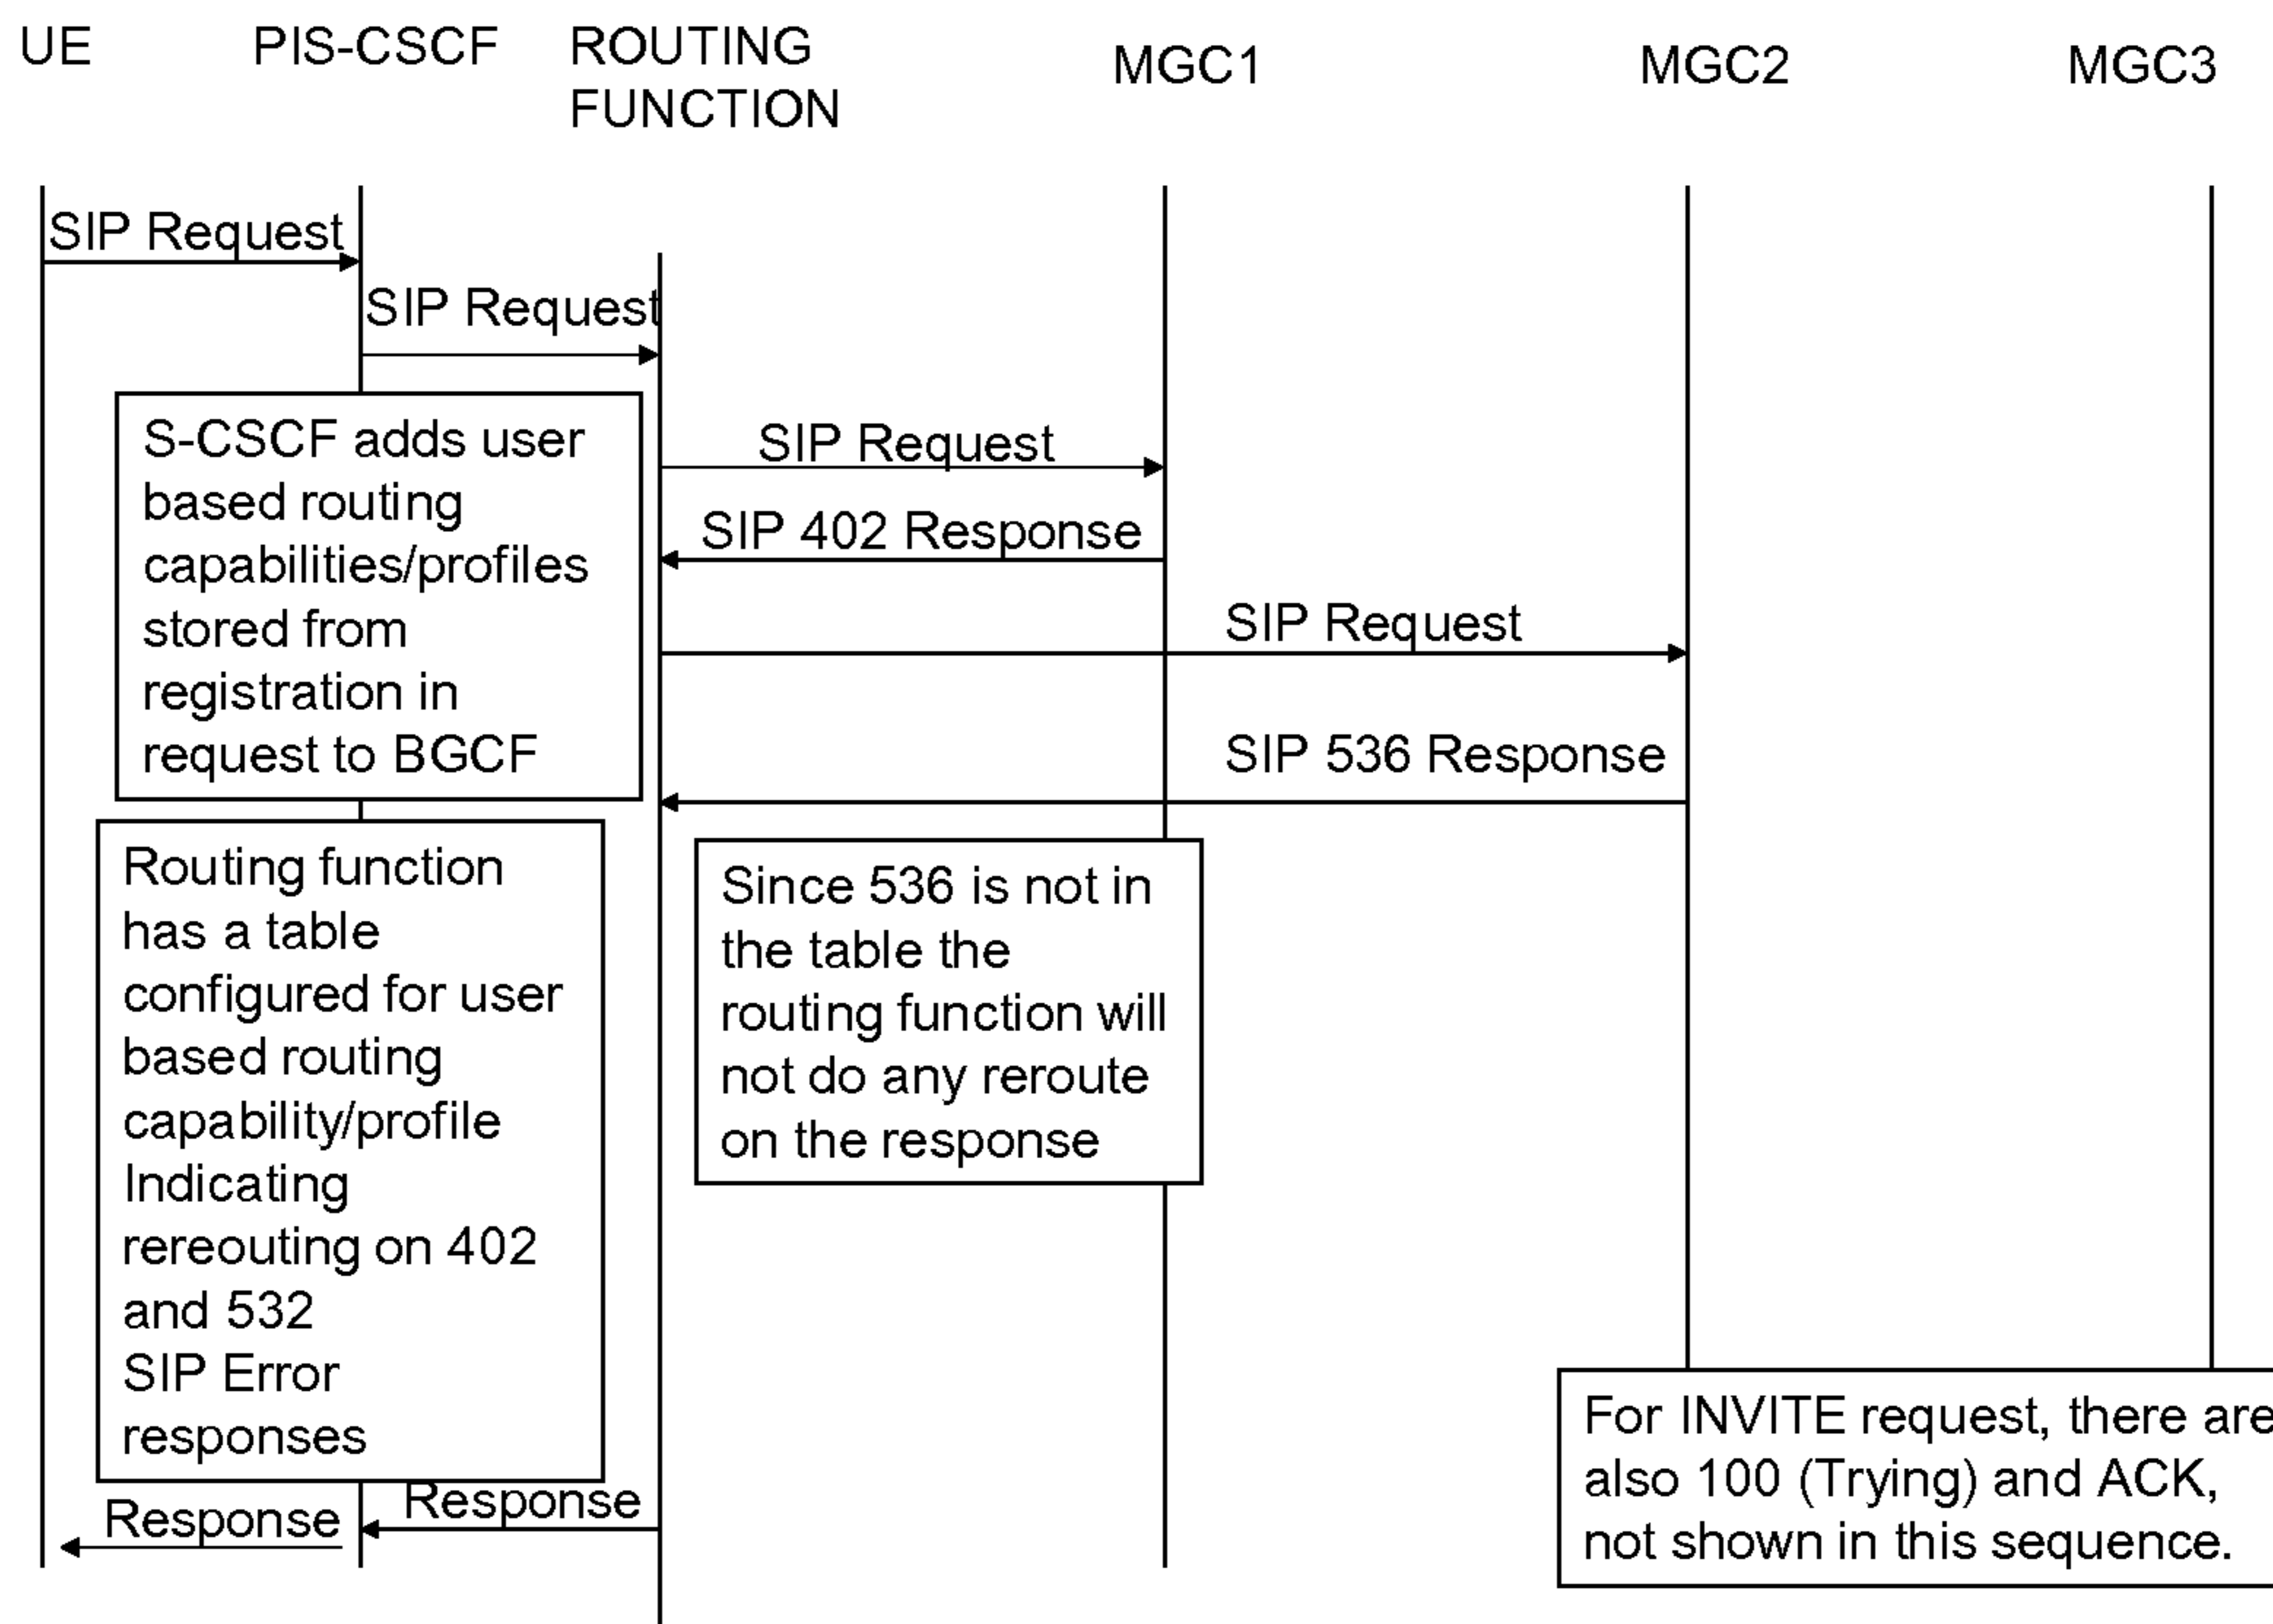 UE
PIS-CSCF
ROUTING
FUNCTION
MGC1
MGC2
MGC3
SIP Request
SIP Request
S-CSCF adds user
based routing
capabilities/profiles
stored from
registration in
request to BGCF
SIP Request
SIP 402 Response
SIP Request
SIP 536 Response
Routing function
has a table
configured for user
based routing
capability/profile
Indicating
rereouting on 402
and 532
SIP Error
responses
Since 536 is not in
the table the
routing function will
not do any reroute
on the response
For INVITE request, there are
also 100 (Trying) and ACK,
not shown in this sequence.
Response
Response